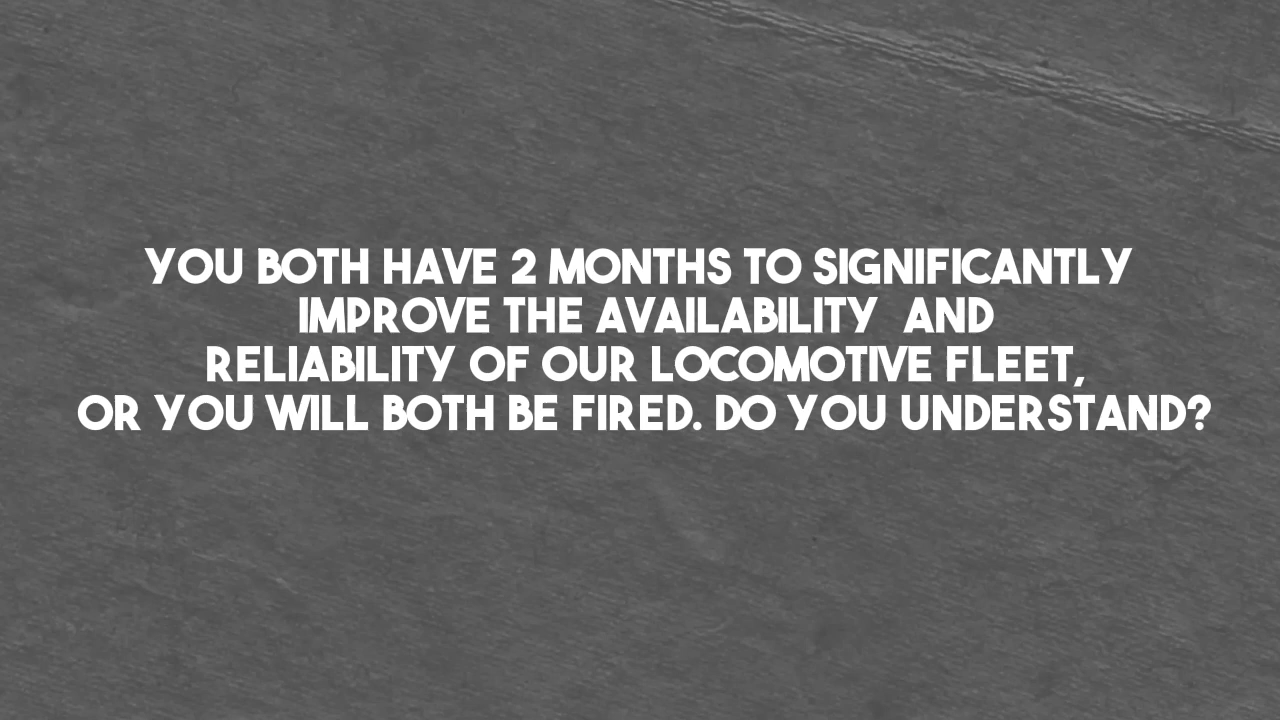 YOU BOTH HAVE 2 MONTHS TO SIGNIFICANTLY
IMPROVE THE AVAILABILITY  AND
RELIABILITY OF OUR LOCOMOTIVE FLEET,
OR YOU WILL BOTH BE FIRED. DO YOU UNDERSTAND?